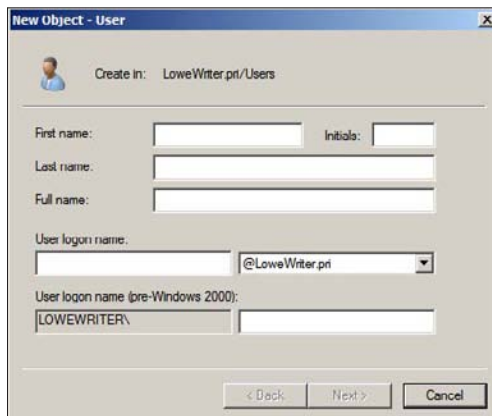 New Object - User
Create in: LoweWriter.pri/Users
First name: Initials:
Last name:
Full name:
User logon name:
@LoweWriter.pri
User logon name (pre-Windows 2000):
LOWEWRITER\
< Back Next > Cancel